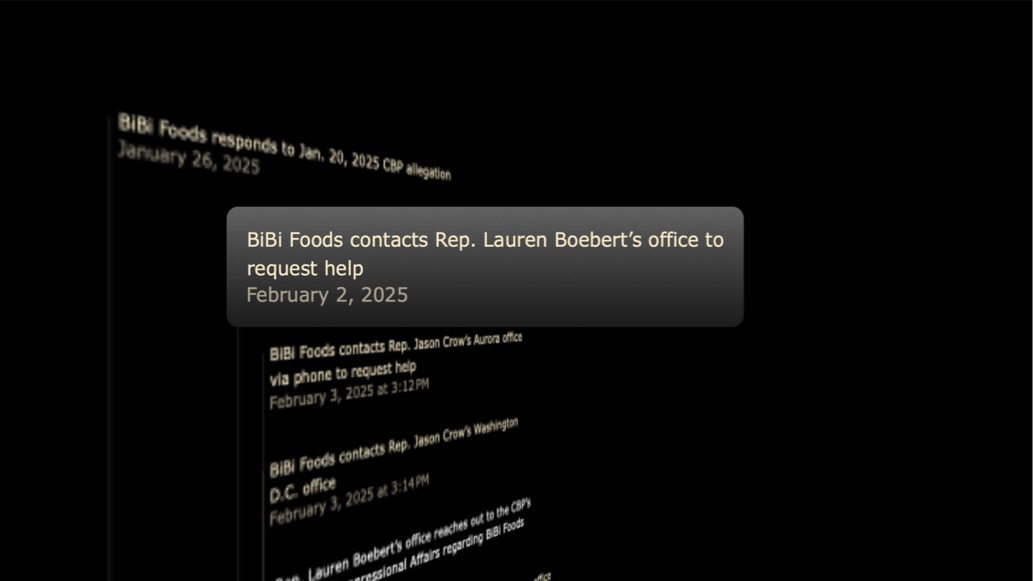 BiBi Foods responds to Jan. 20, 2025 CBP allegation
January 26, 2025
BiBi Foods contacts Rep. Lauren Boebert’s office to
request help
February 2, 2025
BiBi Foods contacts Rep. Jason Crow’s Aurora office
via phone to request help
February 3, 2025 at 3:12PM
BiBi Foods contacts Rep. Jason Crow’s Washington
D.C. office
February 3, 2025 at 3:14PM
Rep. Lauren Boebert’s office reaches out to the CBP’s
Affairs regarding BiBi Foods
office